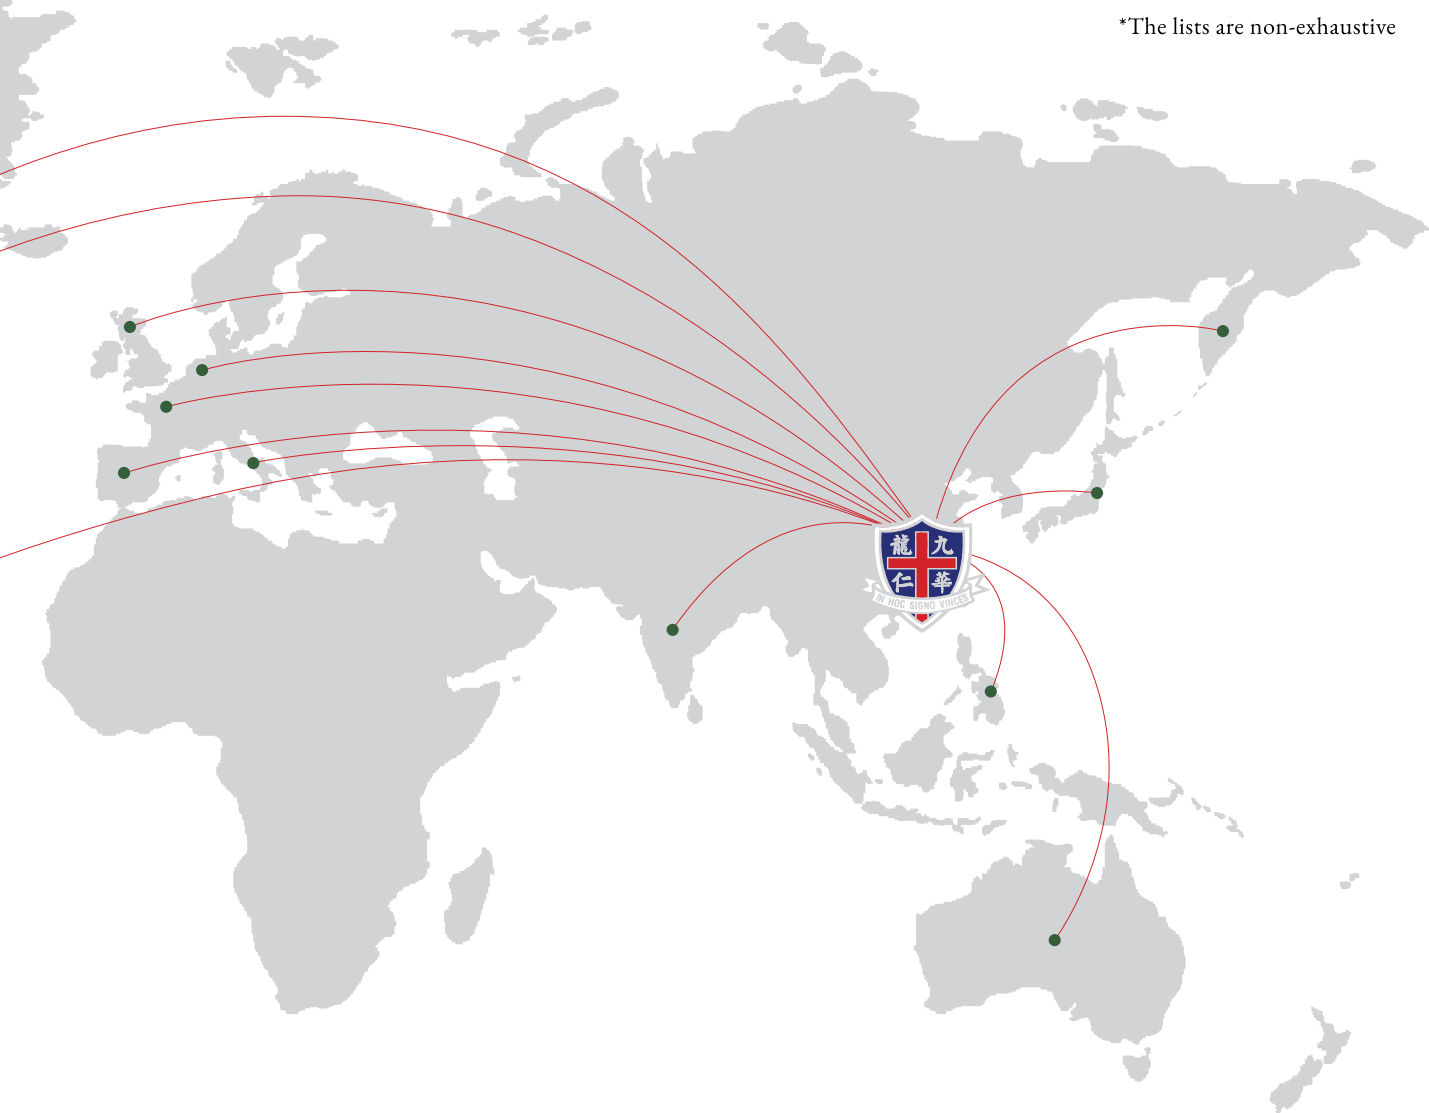 *The lists are non-exhaustive
龍 九
仁 華
IN HOC SIGNO VINCES